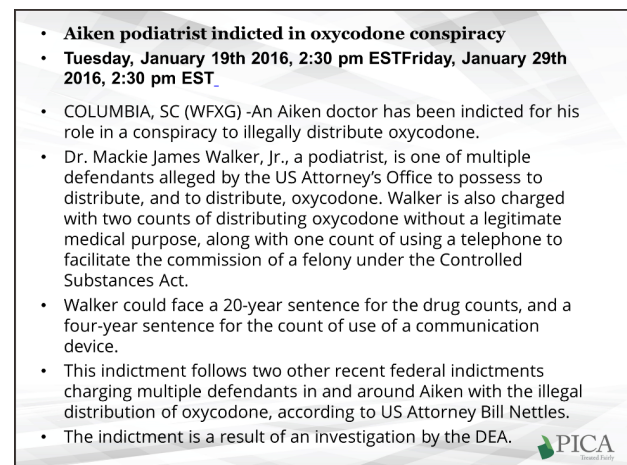 • Aiken podiatrist indicted in oxycodone conspiracy
• Tuesday, January 19th 2016, 2:30 pm ESTFriday, January 29th
2016, 2:30 pm EST
• COLUMBIA, SC (WFXG) -An Aiken doctor has been indicted for his
role in a conspiracy to illegally distribute oxycodone.
• Dr. Mackie James Walker, Jr., a podiatrist, is one of multiple
defendants alleged by the US Attorney's Office to possess to
distribute, and to distribute, oxycodone. Walker is also charged
with two counts of distributing oxycodone without a legitimate
medical purpose, along with one count of using a telephone to
facilitate the commission of a felony under the Controlled
Substances Act.
• Walker could face a 20-year sentence for the drug counts, and a
four-year sentence for the count of use of a communication
device.
• This indictment follows two other recent federal indictments
charging multiple defendants in and around Aiken with the illegal
distribution of oxycodone, according to US Attorney Bill Nettles.
• The indictment is a result of an investigation by the DEA.
PICA
Treated Fairly